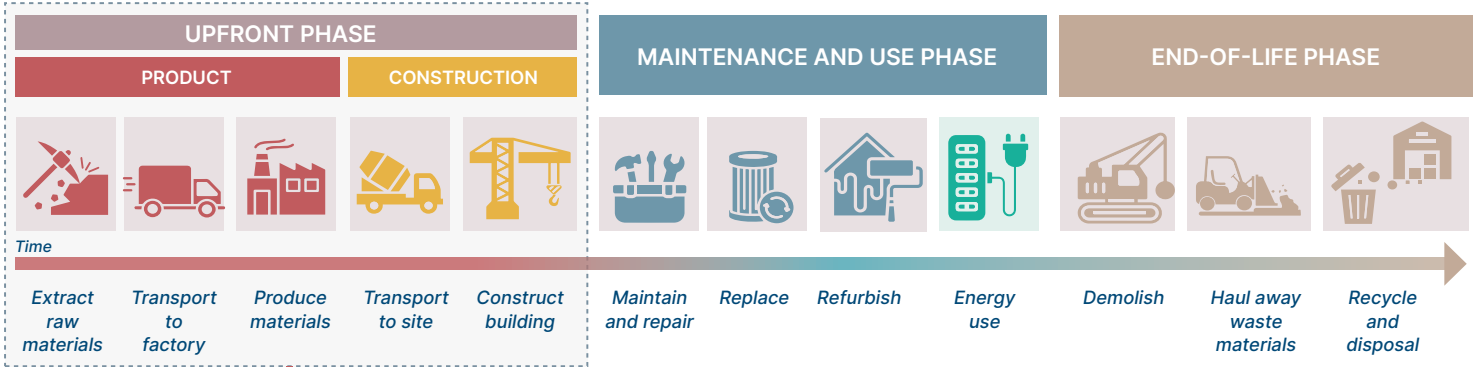 UPFRONT PHASE
MAINTENANCE AND USE PHASE
END-OF-LIFE PHASE
PRODUCT
CONSTRUCTION
Time
Extract
raw
materials
Transport
to
factory
Produce
materials
Transport
to site
Construct
building
Maintain
and repair
Replace
Refurbish
Energy
use
Demolish
Haul away
waste
materials
Recycle
and
disposal